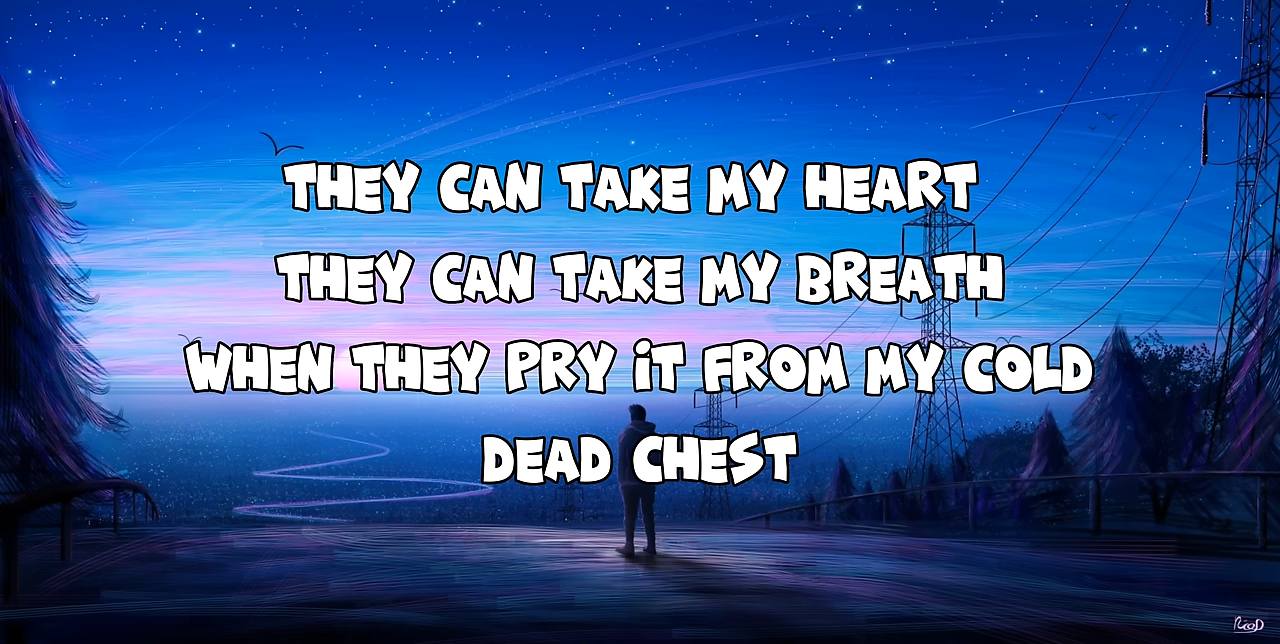 THEY CAN TAKE MY HEART
THEY CAN TAKE MY BREATH
WHEN THEY PRY iT FROM MY COLD
DEAD CHEST
RicoD